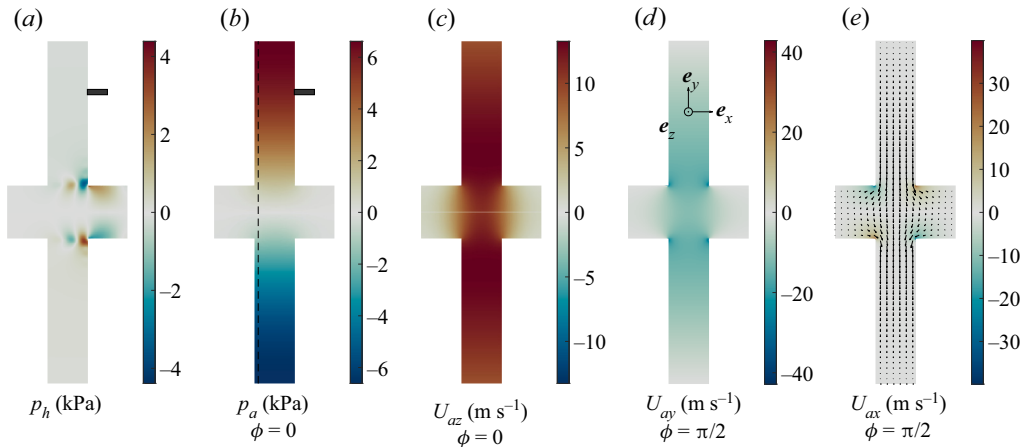 (a) (b) (c) (d) (e)
4 2 0 –2 –4
6 4 2 0 –2 –4 –6
10 5 0 –5 –10
40 20 0 –20 –40
30 20 10 0 –10 –20 –30
e_y
e_z e_x
p_h (kPa) p_a (kPa) U_az (m s⁻¹) U_ay (m s⁻¹) U_ax (m s⁻¹)
ϕ = 0 ϕ = 0 ϕ = π/2 ϕ = π/2